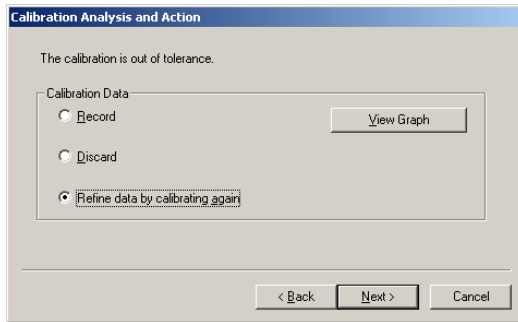 Calibration Analysis and Action
The calibration is out of tolerance.
Calibration Data
Record
View Graph
Discard
Refine data by calibrating again
< Back
Next >
Cancel